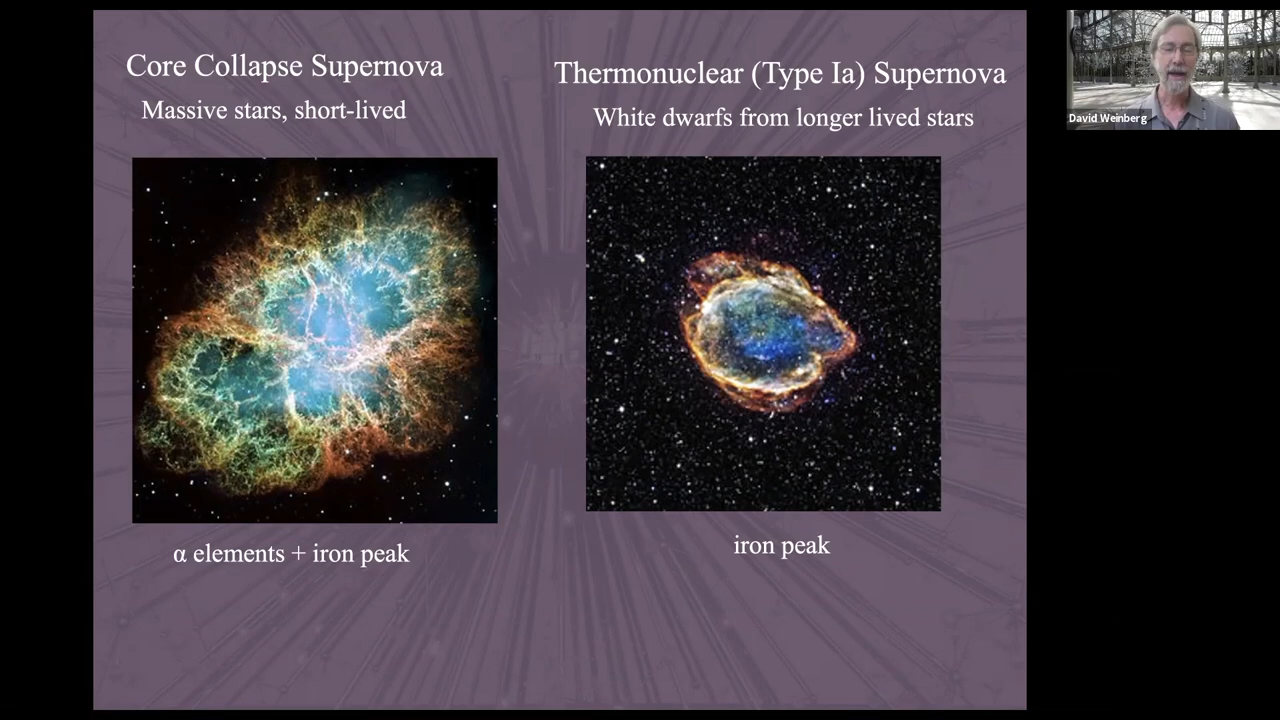 Core Collapse Supernova
Massive stars, short-lived
α elements + iron peak
Thermonuclear (Type Ia) Supernova
White dwarfs from longer lived stars
iron peak
David Weinberg